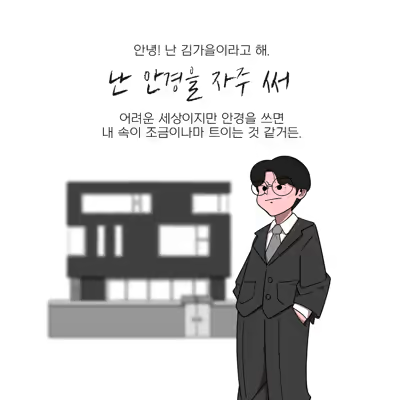 안녕! 난 김가을이라고 해.
난 안경을 자주 써
어려운 세상이지만 안경을 쓰면
내 속이 조금이나마 트이는 것 같거든.